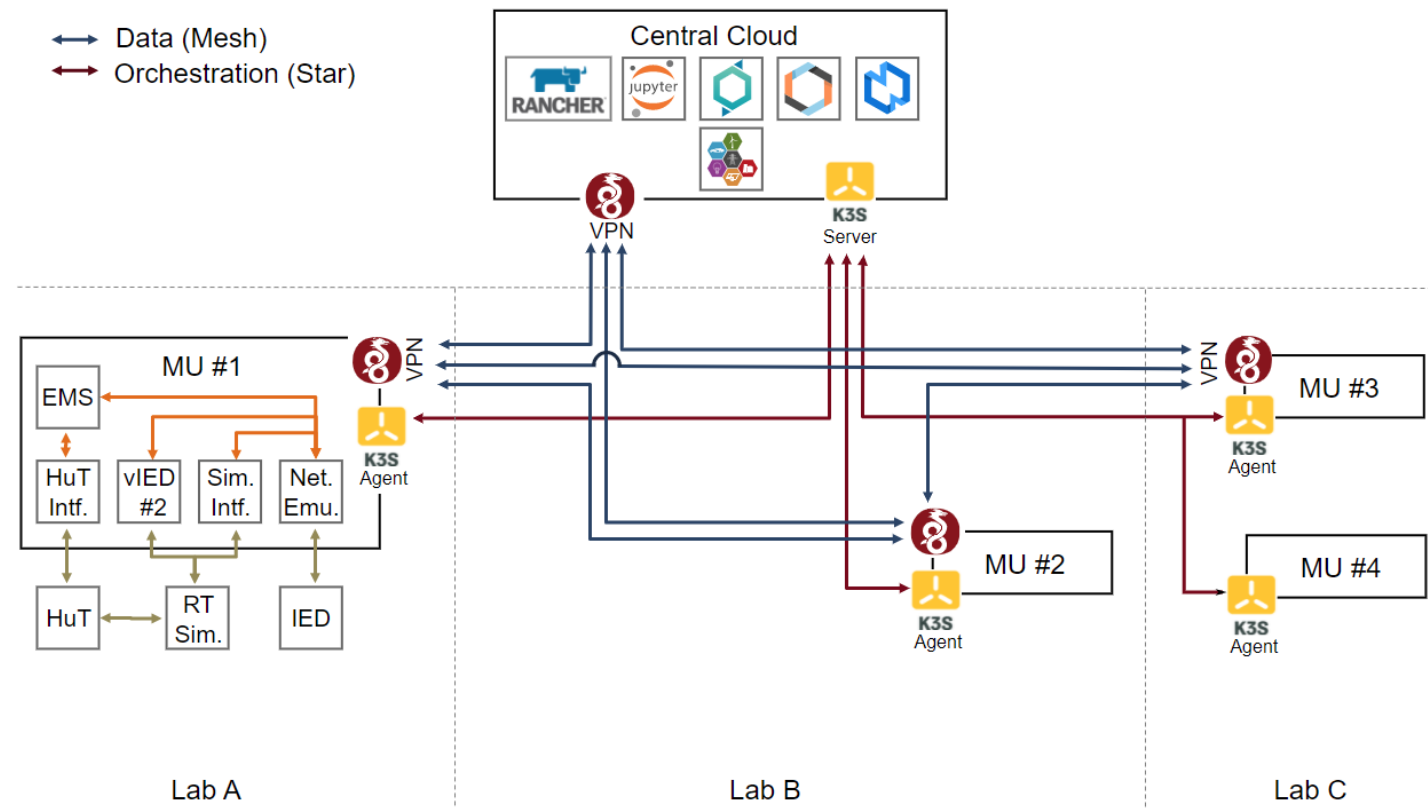 Data (Mesh)
Orchestration (Star)
Central Cloud
RANCHER
jupyter
VPN
K3S
Server
MU #1
VPN
EMS
HuT
Intf.
vIED
#2
Sim.
Intf.
Net.
Emu.
K3S
Agent
HuT
RT
Sim.
IED
MU #2
K3S
Agent
VPN
MU #3
K3S
Agent
MU #4
K3S
Agent
Lab A
Lab B
Lab C